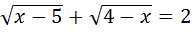 √(x − 5) + √(4 − x) = 2